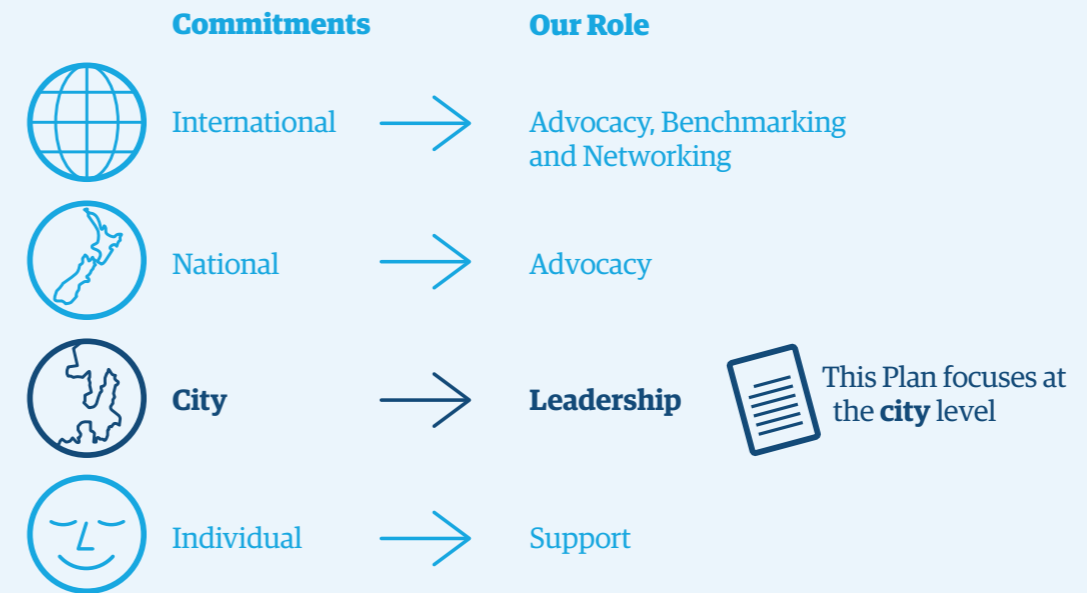 Commitments Our Role
International Advocacy, Benchmarking
and Networking
National Advocacy
City Leadership This Plan focuses at
the city level
Individual Support